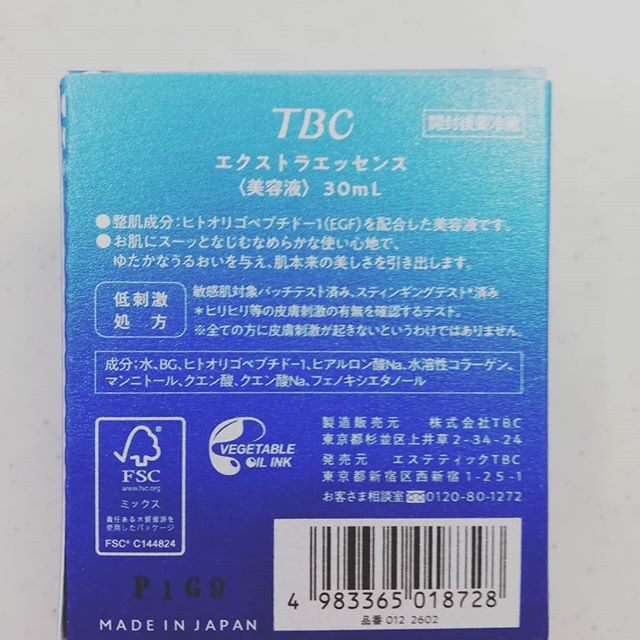 TBC
開封後要冷蔵
エクストラエッセンス
〈美容液〉 30mL
●整肌成分:ヒトオリゴペプチド-1(EGF)を配合した美容液です。
●お肌にスーッとなじむなめらかな使い心地で、
ゆたかなうるおいを与え、肌本来の美しさを引き出します。
低刺激
処方
敏感肌対象パッチテスト済み、スティンギングテスト*済み
*ヒリヒリ等の皮膚刺激の有無を確認するテスト。
※全ての方に皮膚刺激が起きないというわけではありません。
成分:水、BG、ヒトオリゴペプチド-1、ヒアルロン酸Na、水溶性コラーゲン、
マンニトール、クエン酸、クエン酸Na、フェノキシエタノール
FSC
www.fsc.org
ミックス
責任ある木質資源を
使用したパッケージ
FSC® C144824
VEGETABLE
OIL INK
製造販売元 株式会社TBC
東京都杉並区上井草2-34-24
発売元 エステティックTBC
東京都新宿区西新宿1-25-1
お客さま相談室 0120-80-1272
P1G9
MADE IN JAPAN
4 983365 018728
品番 012 2602